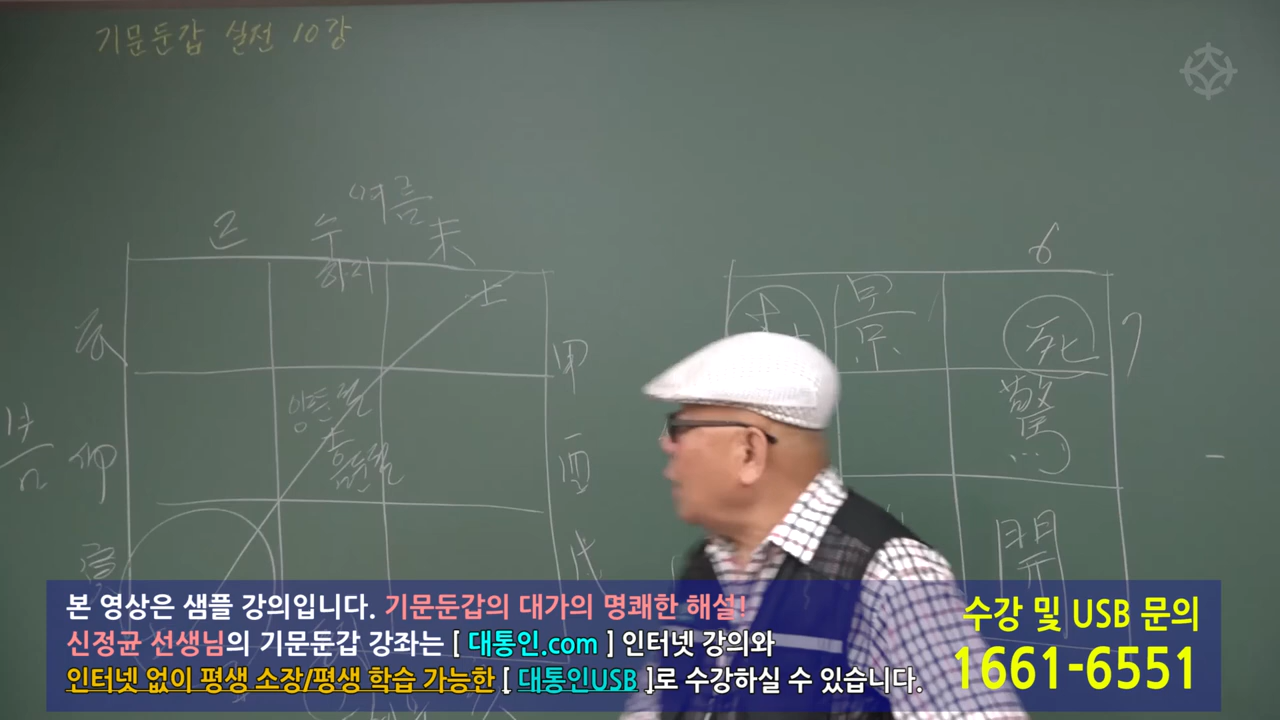 기문둔갑 실전 10강
여름
未
하지
土
甲
양둔절
음둔절
酉
봄
卯
寅
6
景
死
7
驚
開
본 영상은 샘플 강의입니다. 기문둔갑의 대가의 명쾌한 해설!
신정균 선생님의 기문둔갑 강좌는 [ 대통인.com ] 인터넷 강의와
인터넷 없이 평생 소장/평생 학습 가능한 [ 대통인USB ]로 수강하실 수 있습니다.
수강 및 USB 문의
1661-6551